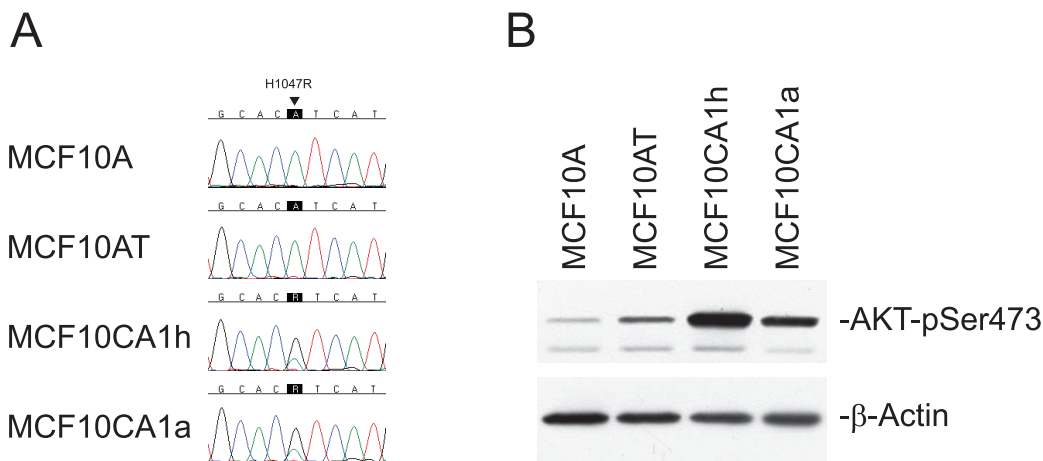 A
H1047R
G C A C A T C A T
MCF10A
G C A C A T C A T
MCF10AT
G C A C R T C A T
MCF10CA1h
G C A C R T C A T
MCF10CA1a
B
MCF10A
MCF10AT
MCF10CA1h
MCF10CA1a
-AKT-pSer473
-β-Actin